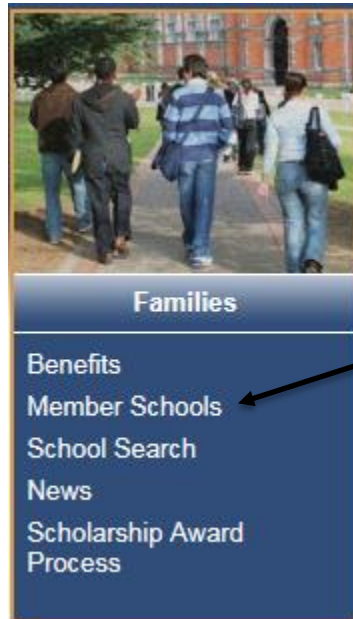 Families
Benefits
Member Schools
School Search
News
Scholarship Award
Process